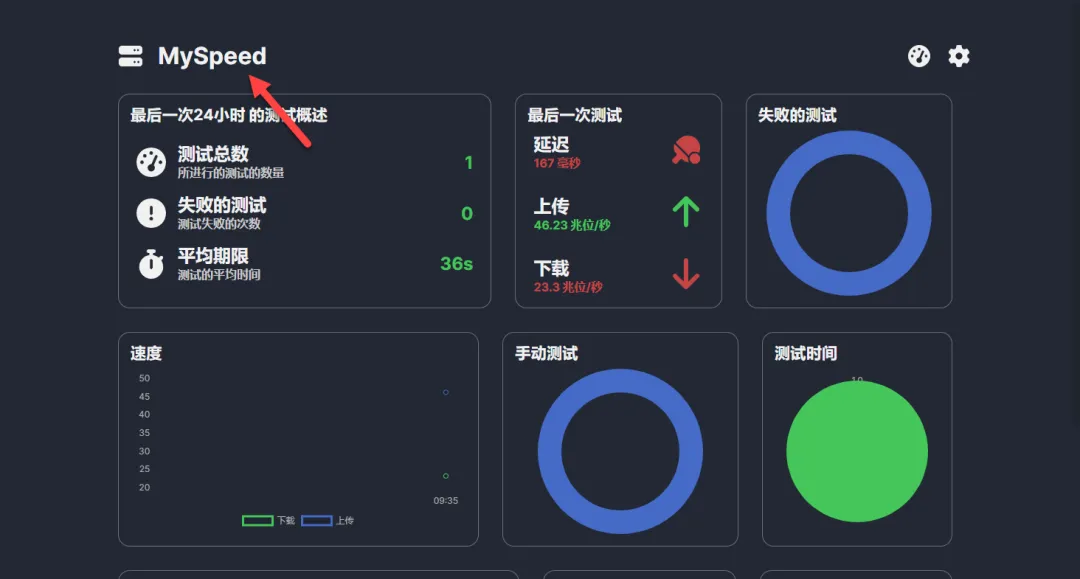 MySpeed
最后一次24小时 的测试概述
测试总数
所进行的测试的数量
1
失败的测试
测试失败的次数
0
平均期限
测试的平均时间
36s
最后一次测试
延迟
167 毫秒
上传
46.23 兆位/秒
下载
23.3 兆位/秒
失败的测试
速度
50
45
40
35
30
25
20
09:35
下载
上传
手动测试
测试时间